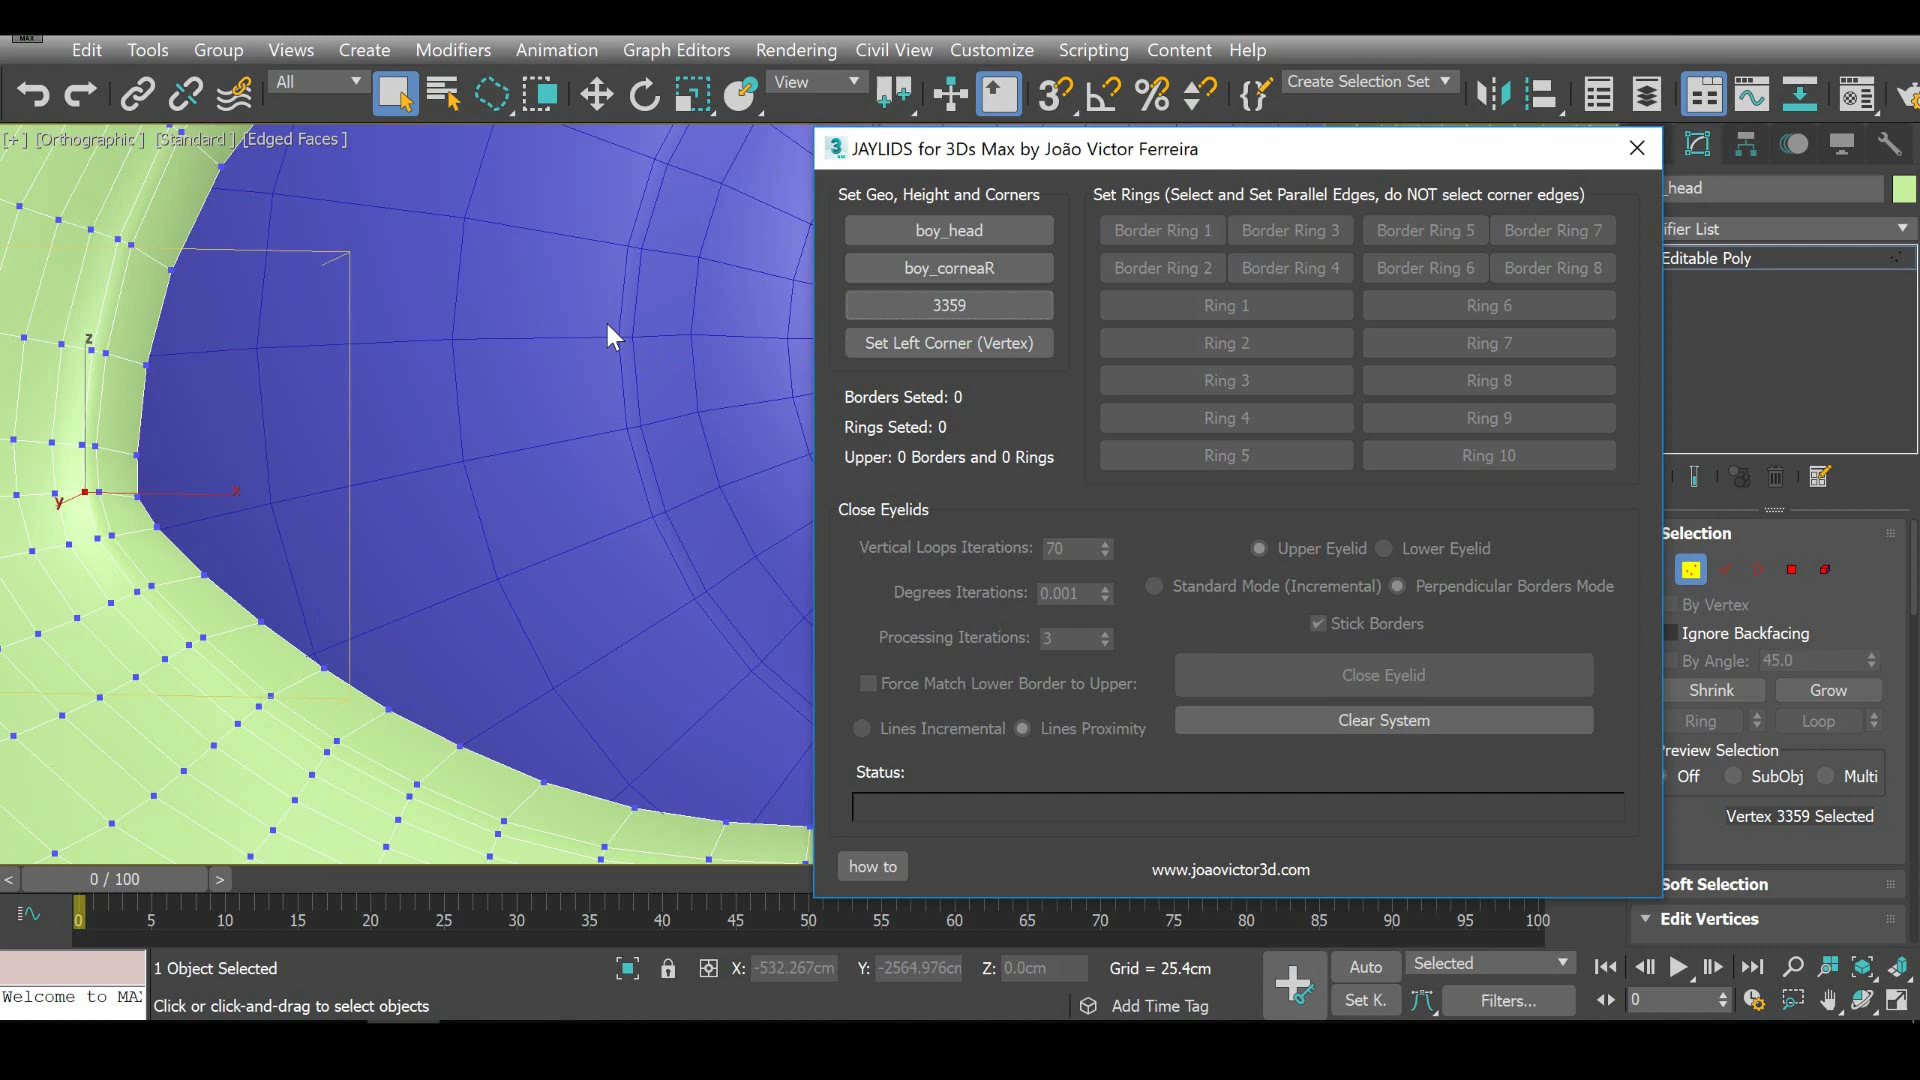 MAX
Edit Tools Group Views Create Modifiers Animation Graph Editors Rendering Civil View Customize Scripting Content Help
All View Create Selection Set
[+] [Orthographic] [Standard] [Edged Faces]
JAYLIDS for 3Ds Max by João Victor Ferreira
_head
ifier List
Editable Poly
Set Geo, Height and Corners
boy_head
boy_corneaR
3359
Set Left Corner (Vertex)
Borders Seted: 0
Rings Seted: 0
Upper: 0 Borders and 0 Rings
Set Rings (Select and Set Parallel Edges, do NOT select corner edges)
Border Ring 1 Border Ring 3 Border Ring 5 Border Ring 7
Border Ring 2 Border Ring 4 Border Ring 6 Border Ring 8
Ring 1 Ring 6
Ring 2 Ring 7
Ring 3 Ring 8
Ring 4 Ring 9
Ring 5 Ring 10
Close Eyelids
Vertical Loops Iterations: 70
Degrees Iterations: 0.001
Processing Iterations: 3
Force Match Lower Border to Upper:
Lines Incremental Lines Proximity
Upper Eyelid Lower Eyelid
Standard Mode (Incremental) Perpendicular Borders Mode
Stick Borders
Close Eyelid
Clear System
Status:
how to
www.joaovictor3d.com
z
x
y
Selection
By Vertex
Ignore Backfacing
By Angle: 45.0
Shrink Grow
Ring Loop
review Selection
Off SubObj Multi
Vertex 3359 Selected
Soft Selection
Edit Vertices
< 0 / 100 >
0 5 10 15 20 25 30 35 40 45 50 55 60 65 70 75 80 85 90 95 100
1 Object Selected
X: -532.267cm Y: -2564.976cm Z: 0.0cm Grid = 25.4cm
Auto Selected
Welcome to MAX
Click or click-and-drag to select objects
Add Time Tag
Set K. Filters... 0